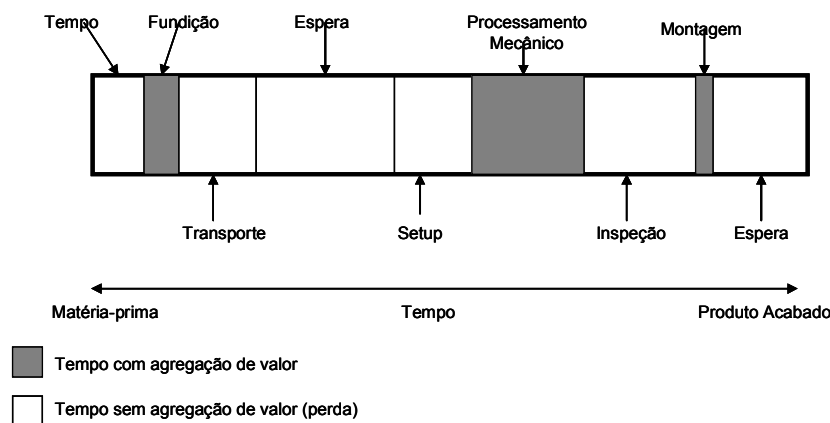 Tempo
Fundição
Espera
Processamento
Mecânico
Montagem
Transporte
Setup
Inspeção
Espera
Matéria-prima
Tempo
Produto Acabado
Tempo com agregação de valor
Tempo sem agregação de valor (perda)